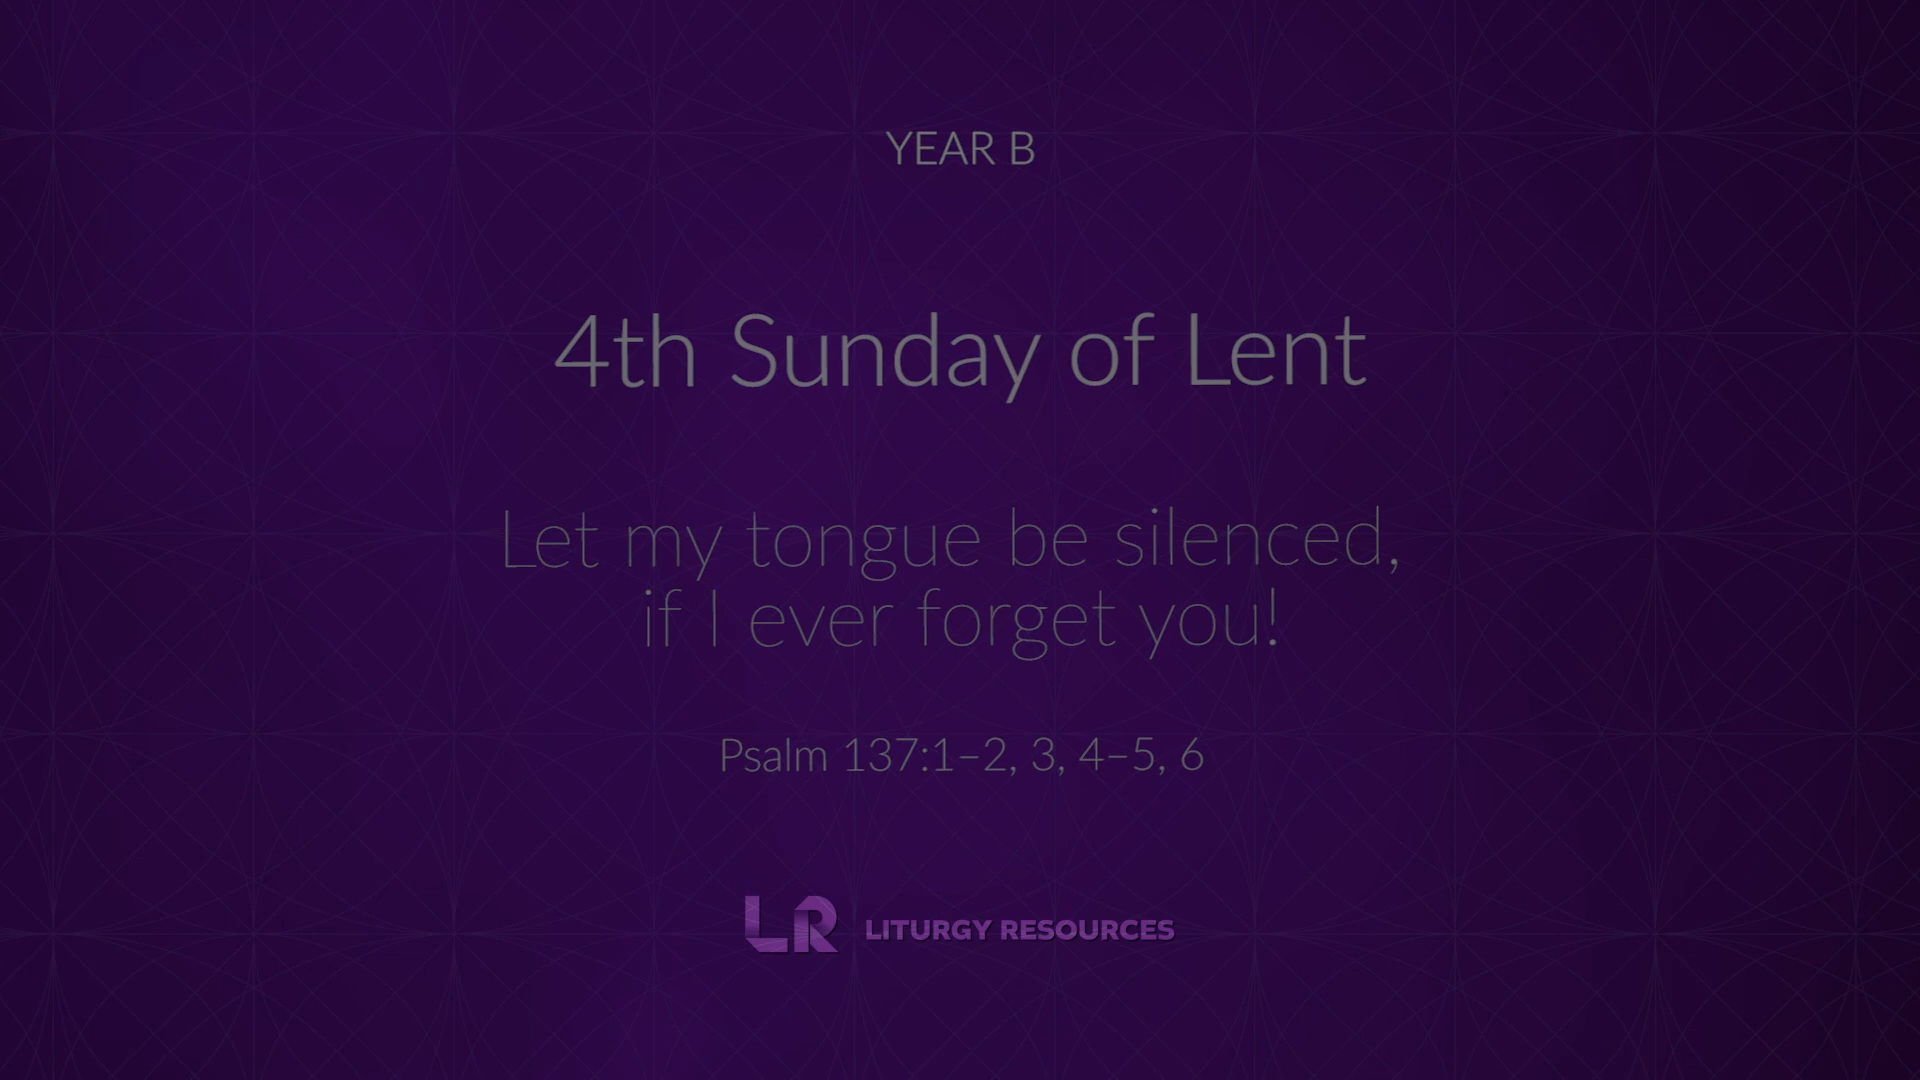 YEAR B
4th Sunday of Lent
Let my tongue be silenced,
if I ever forget you!
Psalm 137:1–2, 3, 4–5, 6
LR LITURGY RESOURCES